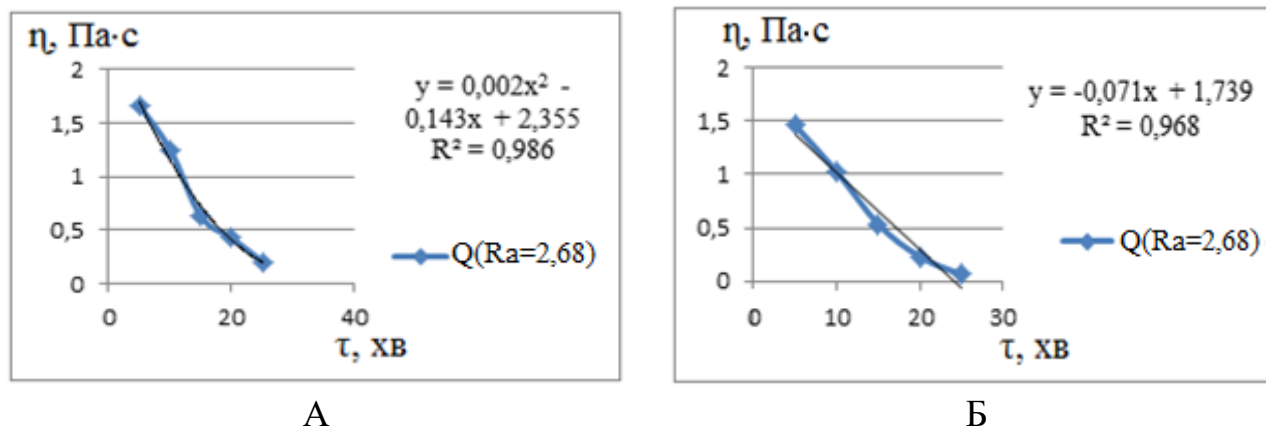 η, Па·с
2
1,5
1
0,5
0
0 20 40
τ, хв
y = 0,002x² -
0,143x + 2,355
R² = 0,986
Q(Ra=2,68)
А
η, Па·с
2
1,5
1
0,5
0
0 10 20 30
τ, хв
y = -0,071x + 1,739
R² = 0,968
Q(Ra=2,68)
Б